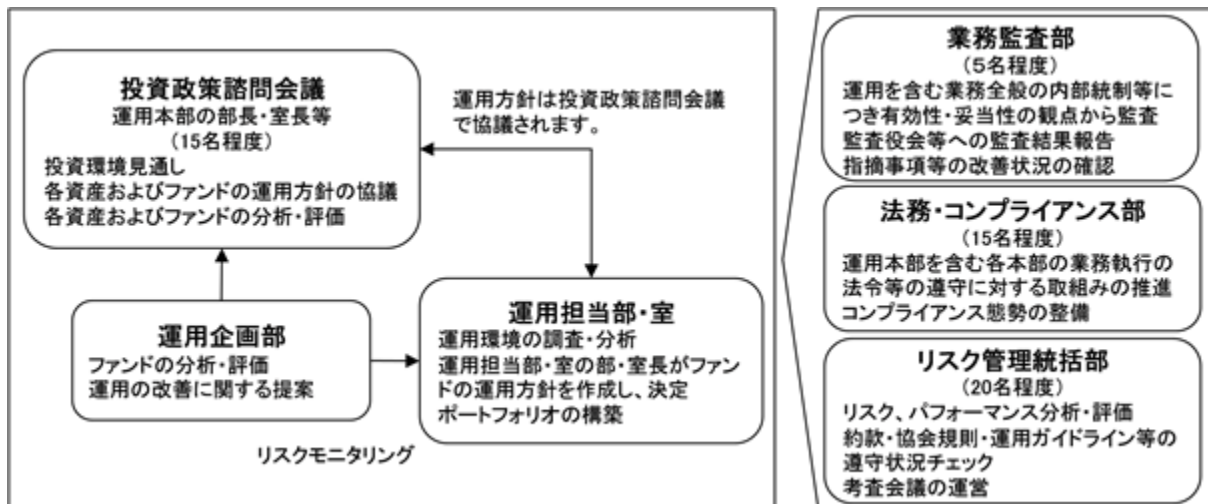 投資政策諮問会議
運用本部の部長・室長等
（15名程度）
投資環境見通し
各資産およびファンドの運用方針の協議
各資産およびファンドの分析・評価
運用方針は投資政策諮問会議
で協議されます。
運用企画部
ファンドの分析・評価
運用の改善に関する提案
運用担当部・室
運用環境の調査・分析
運用担当部・室の部・室長がファン
ドの運用方針を作成し、決定
ポートフォリオの構築
リスクモニタリング
業務監査部
（5名程度）
運用を含む業務全般の内部統制等に
つき有効性・妥当性の観点から監査
監査役会等への監査結果報告
指摘事項等の改善状況の確認
法務・コンプライアンス部
（15名程度）
運用本部を含む各本部の業務執行の
法令等の遵守に対する取組みの推進
コンプライアンス態勢の整備
リスク管理統括部
（20名程度）
リスク、パフォーマンス分析・評価
約款・協会規則・運用ガイドライン等の
遵守状況チェック
考査会議の運営